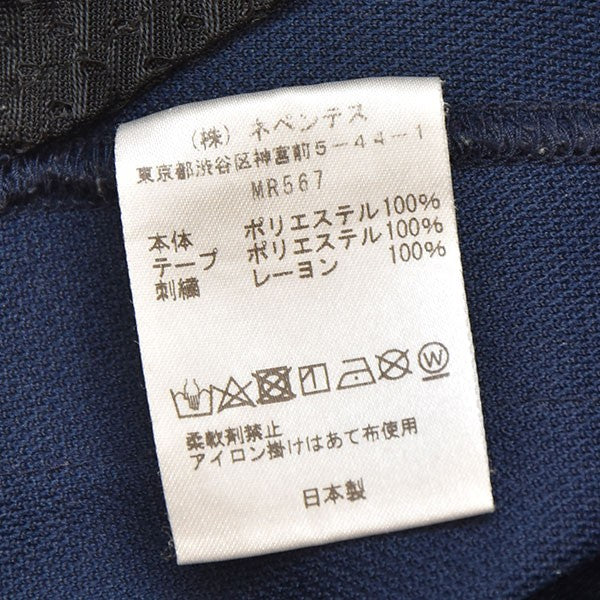 （株）ネペンテス
東京都渋谷区神宮前5-44-1
MR567
本体 ポリエステル100%
テープ ポリエステル100%
刺繍 レーヨン 100%
W
柔軟剤禁止
アイロン掛けはあて布使用
日本製